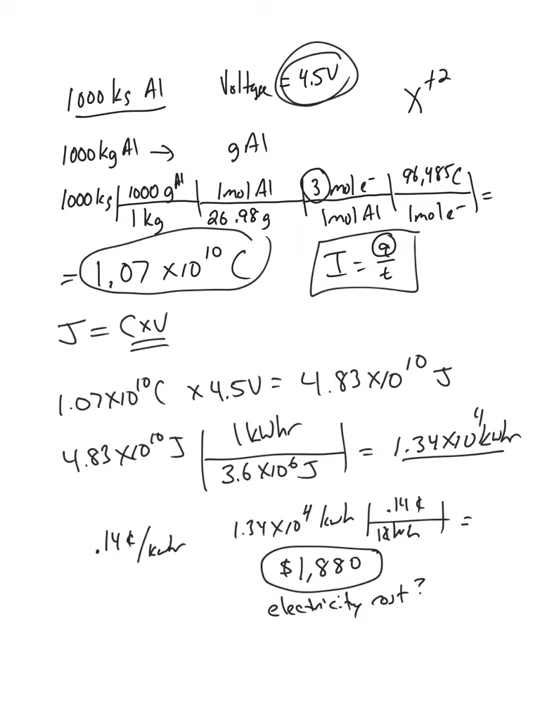 1000 kg Al Voltage = 4.5V X+2
1000 kg Al → g Al
1000 kg | 1000 g Al / 1 kg | 1 mol Al / 26.98 g | 3 mol e- / 1 mol Al | 96,485 C / 1 mole- =
= 1.07 x 10^10 C I = q/t
J = C x V
1.07 x 10^10 C x 4.5V = 4.83 x 10^10 J
4.83 x 10^10 J | 1 kwhr / 3.6 x 10^6 J | = 1.34 x 10^4 kwhr
.14 ¢/kwhr 1.34 x 10^4 kwh | .14 ¢ / 1 kwh | =
$1,880
electricity cost?